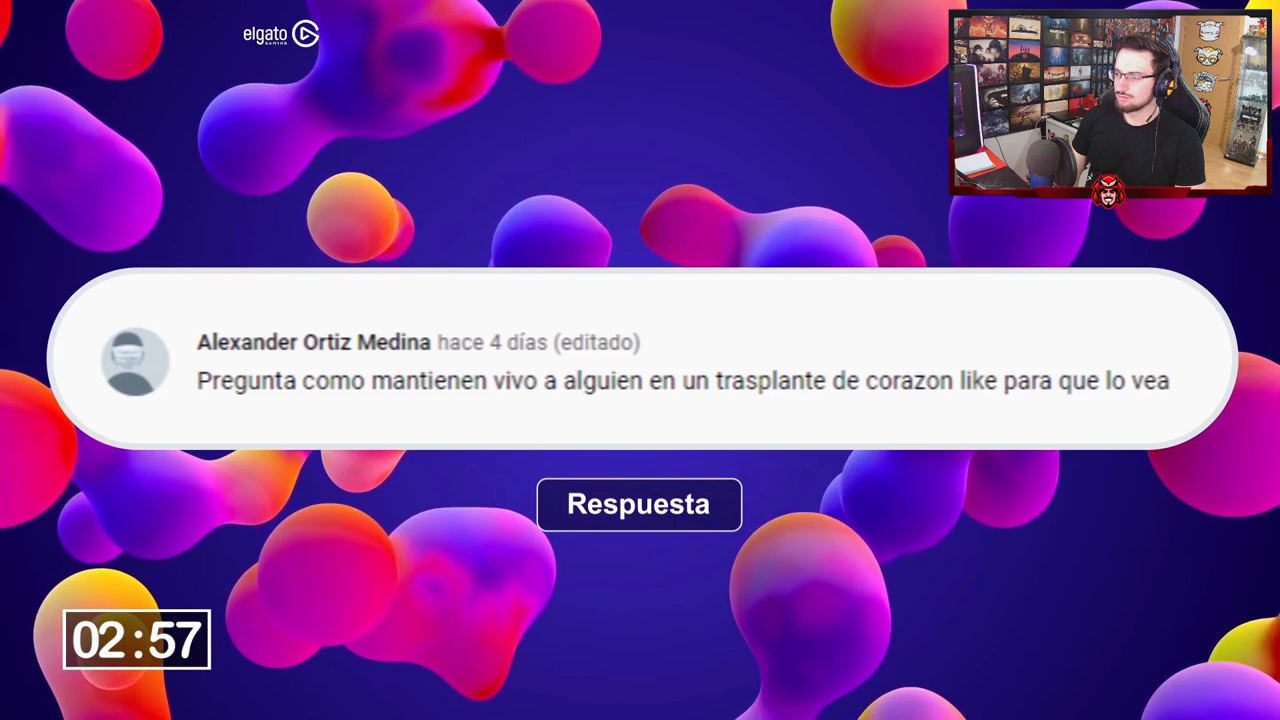 elgato
GAMING
Alexander Ortiz Medina hace 4 días (editado)
Pregunta como mantienen vivo a alguien en un trasplante de corazon like para que lo vea
Respuesta
02:57